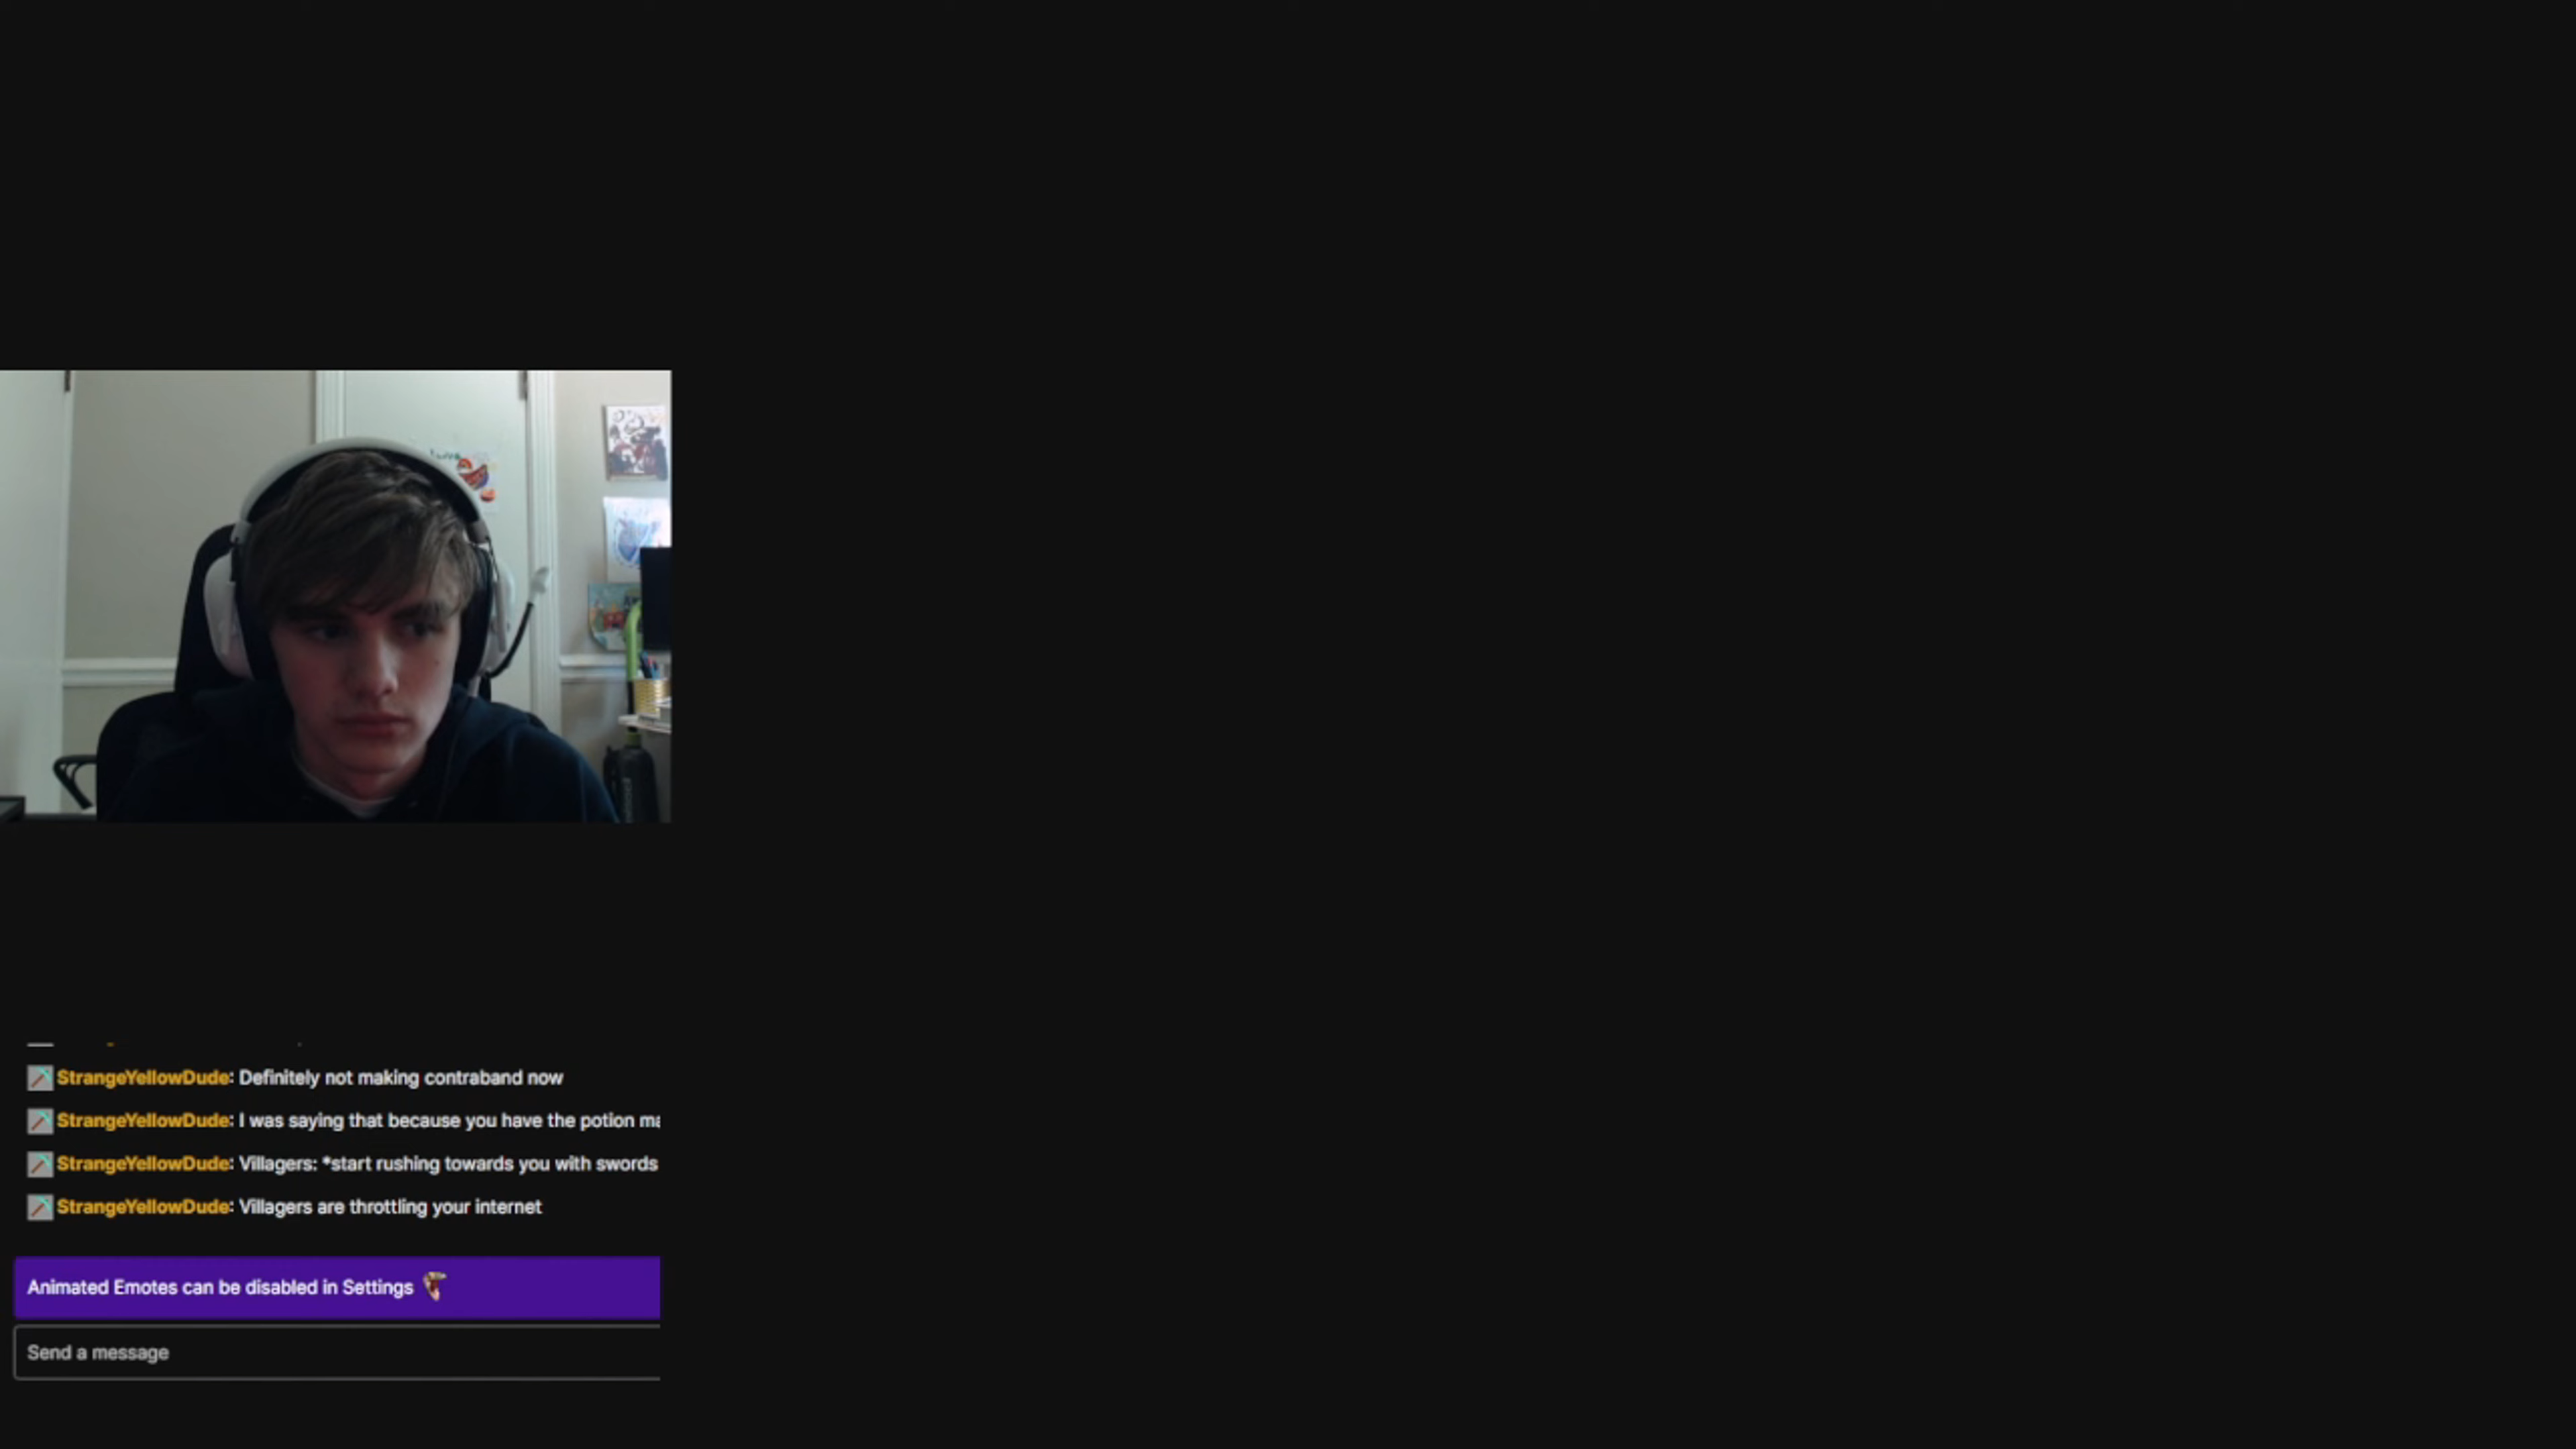 StrangeYellowDude: Definitely not making contraband now
StrangeYellowDude: I was saying that because you have the potion ma
StrangeYellowDude: Villagers: *start rushing towards you with swords
StrangeYellowDude: Villagers are throttling your internet
Animated Emotes can be disabled in Settings
Send a message